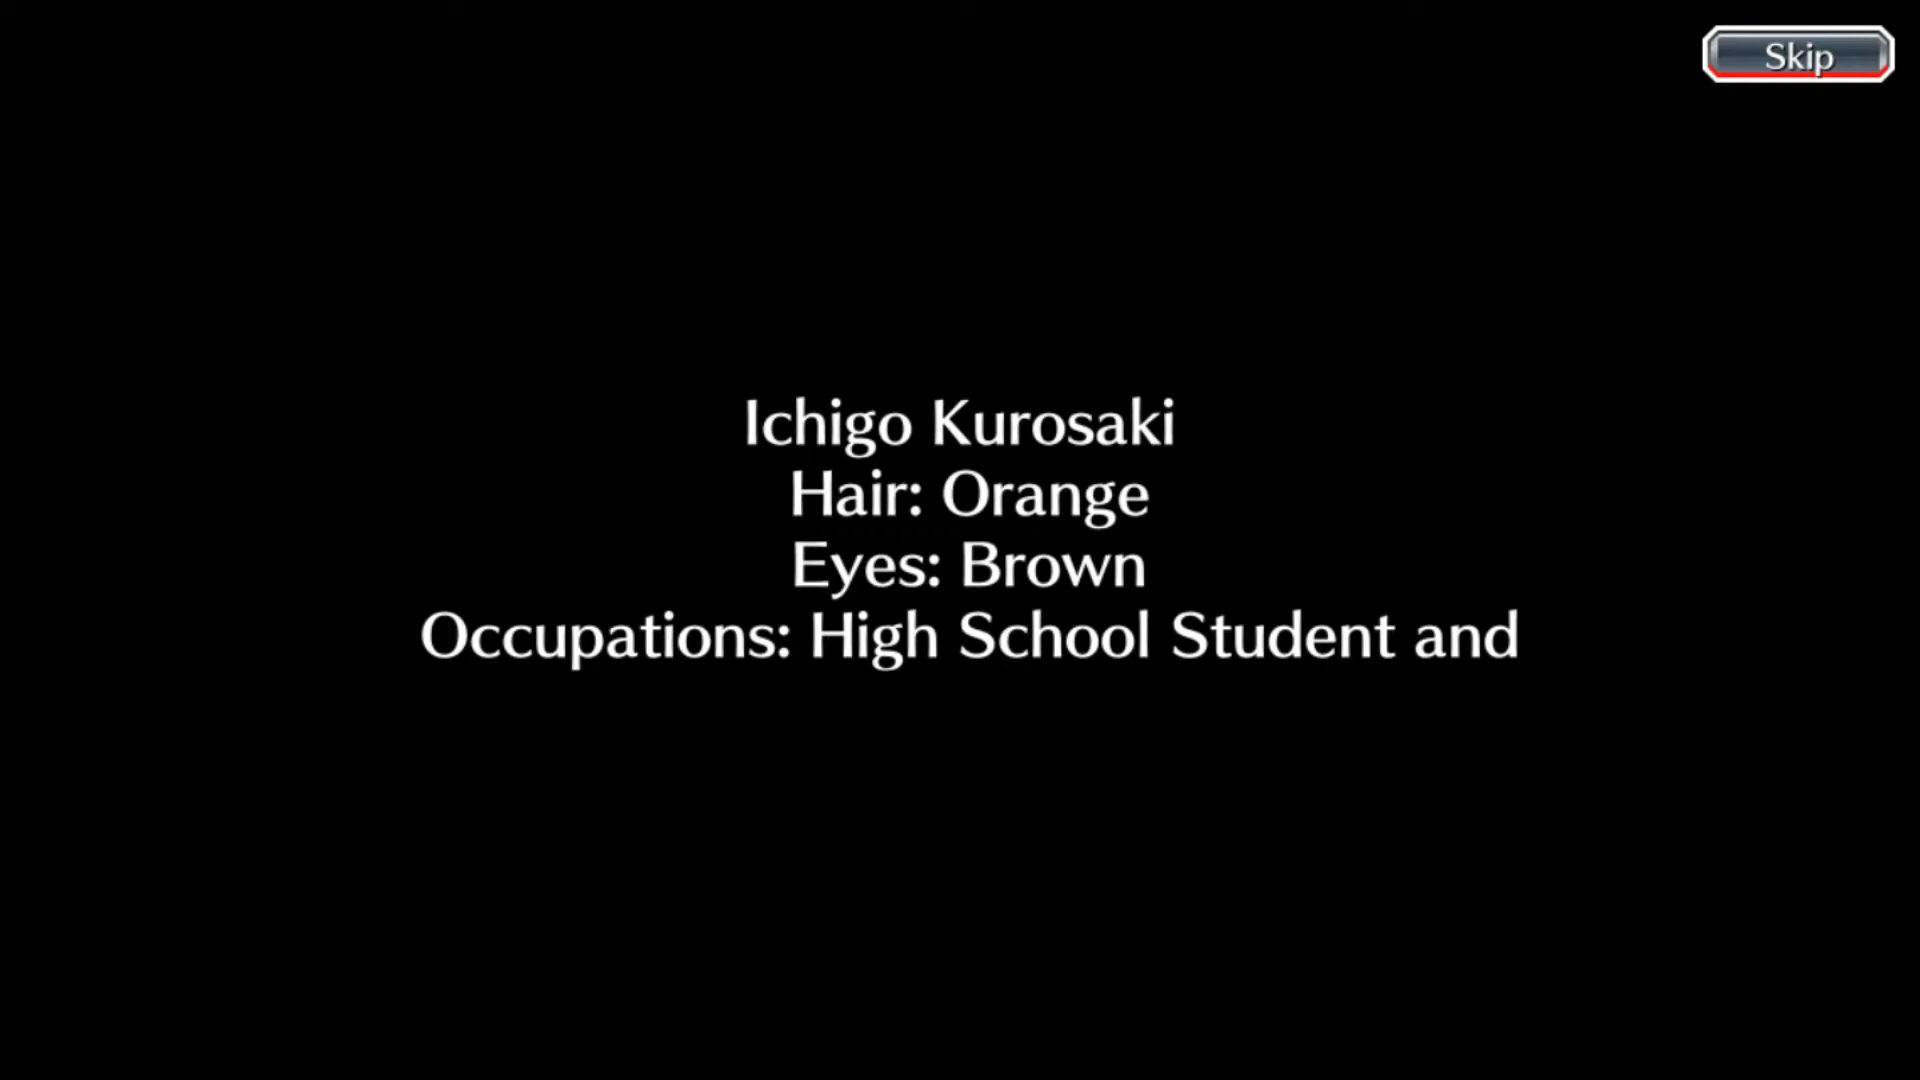 Skip
Ichigo Kurosaki
Hair: Orange
Eyes: Brown
Occupations: High School Student and